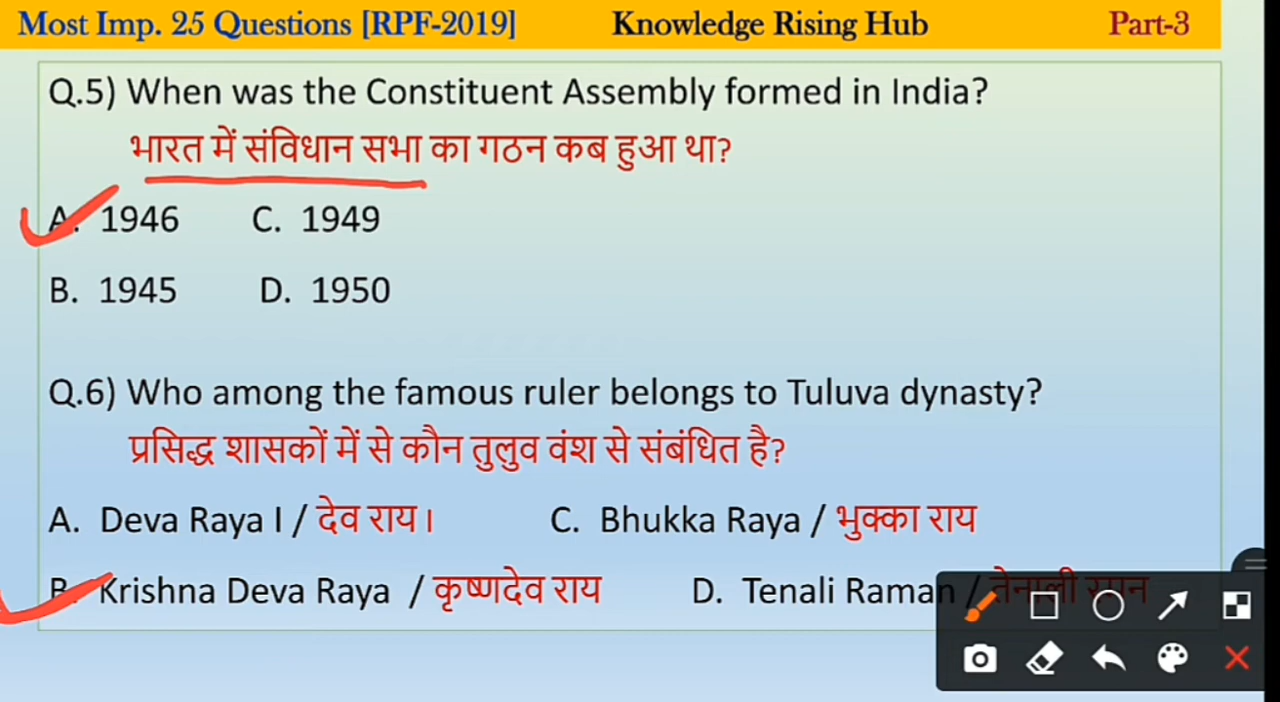 Most Imp. 25 Questions [RPF-2019] Knowledge Rising Hub Part-3
Q.5) When was the Constituent Assembly formed in India?
भारत में संविधान सभा का गठन कब हुआ था?
A. 1946 C. 1949
B. 1945 D. 1950
Q.6) Who among the famous ruler belongs to Tuluva dynasty?
प्रसिद्ध शासकों में से कौन तुलुव वंश से संबंधित है?
A. Deva Raya I / देव राय। C. Bhukka Raya / भुक्का राय
B. Krishna Deva Raya / कृष्णदेव राय D. Tenali Raman / तेनाली रमन